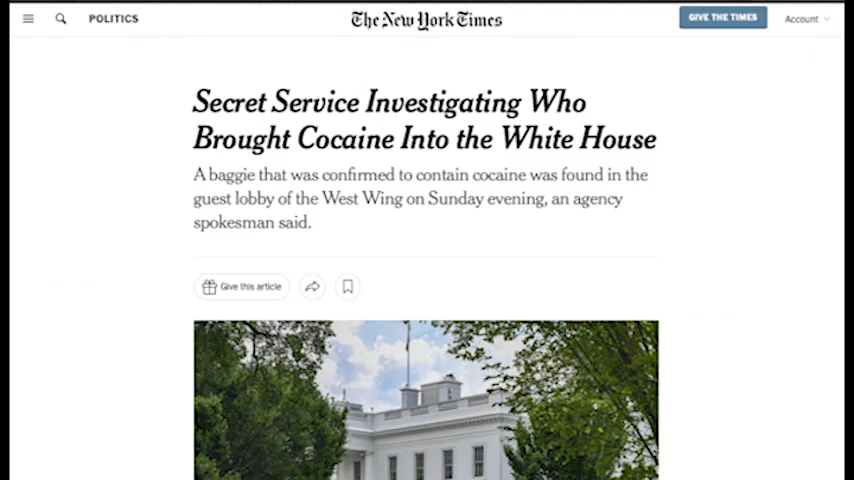 POLITICS
The New York Times
GIVE THE TIMES
Account
Secret Service Investigating Who
Brought Cocaine Into the White House
A baggie that was confirmed to contain cocaine was found in the
guest lobby of the West Wing on Sunday evening, an agency
spokesman said.
Give this article